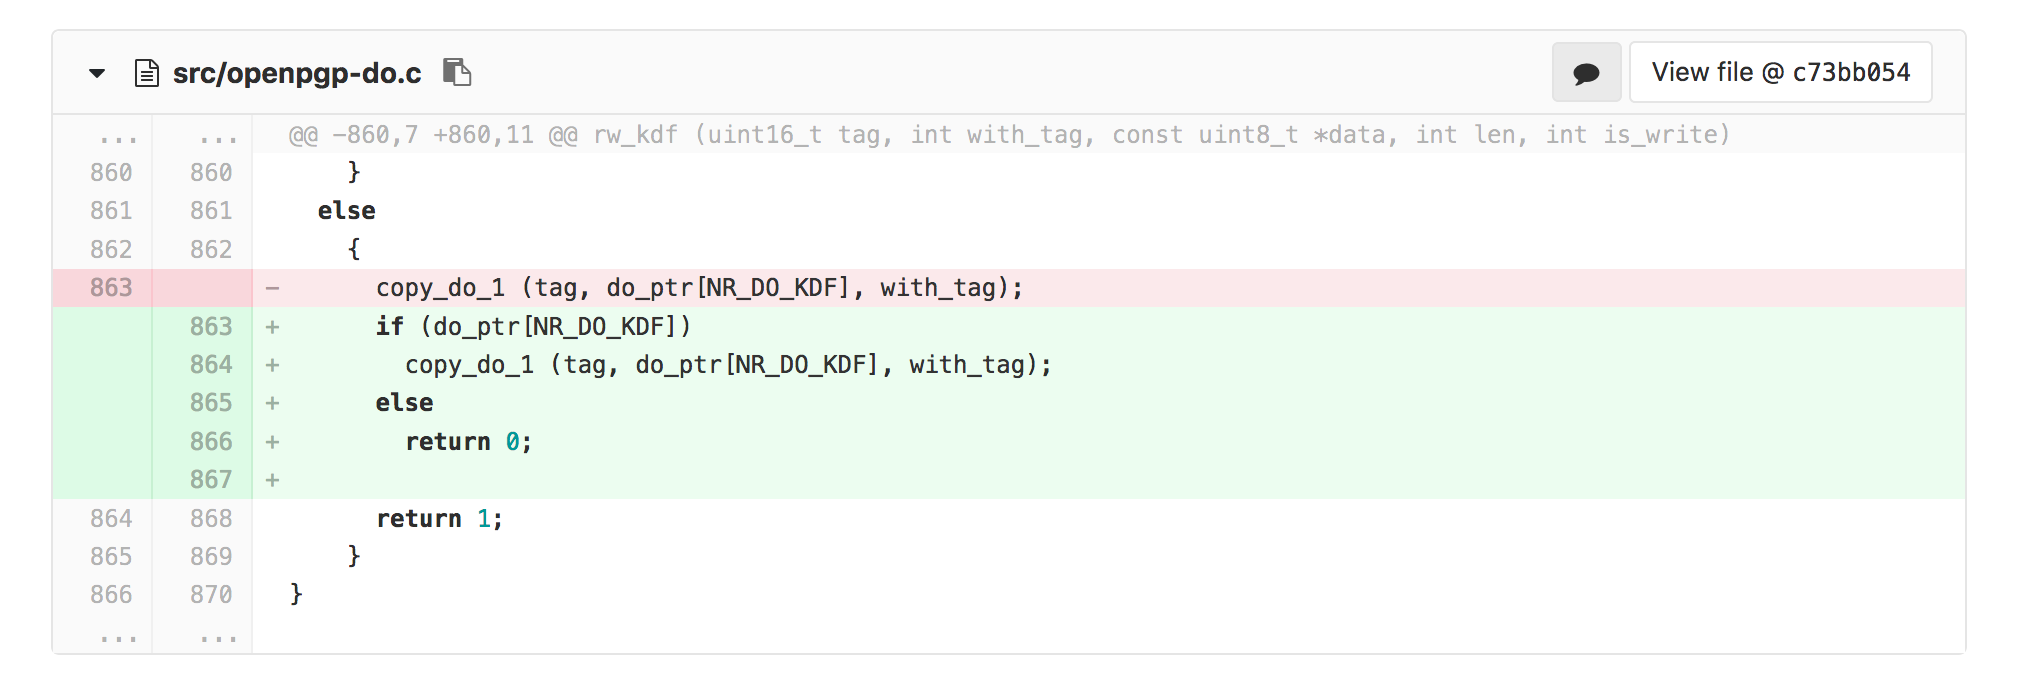 src/openpgp-do.c View file @ c73bb054
... ... @@ -860,7 +860,11 @@ rw_kdf (uint16_t tag, int with_tag, const uint8_t *data, int len, int is_write)
860 860 }
861 861 else
862 862 {
863 - copy_do_1 (tag, do_ptr[NR_DO_KDF], with_tag);
863 + if (do_ptr[NR_DO_KDF])
864 + copy_do_1 (tag, do_ptr[NR_DO_KDF], with_tag);
865 + else
866 + return 0;
867 +
864 868 return 1;
865 869 }
866 870 }
... ...